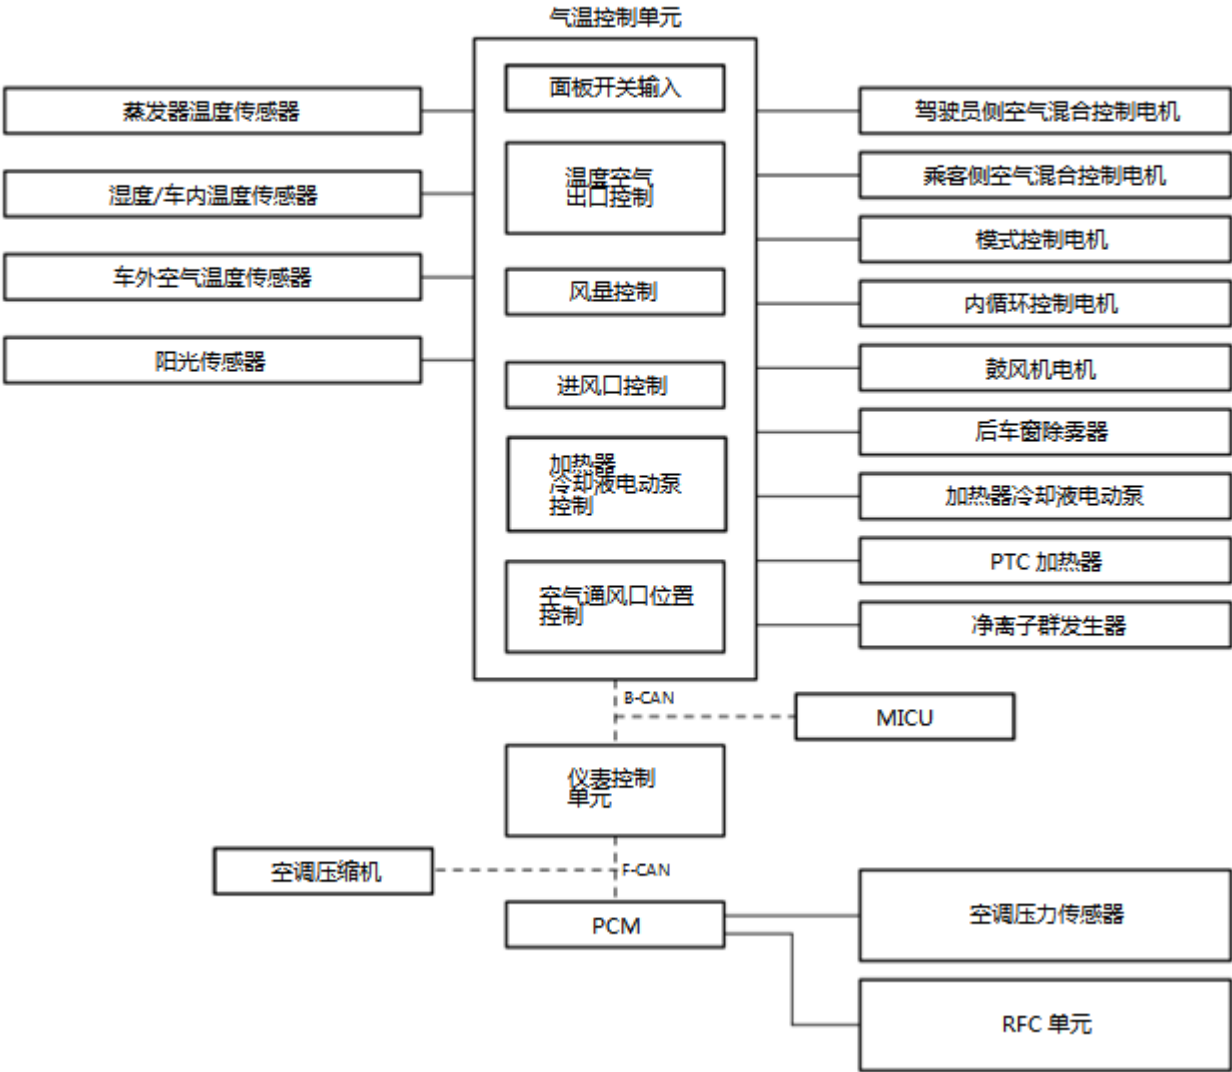 气温控制单元
面板开关输入
蒸发器温度传感器
驾驶员侧空气混合控制电机
温度空气
出口控制
湿度/车内温度传感器
乘客侧空气混合控制电机
模式控制电机
车外空气温度传感器
风量控制
内循环控制电机
阳光传感器
进风口控制
鼓风机电机
后车窗除雾器
加热器
冷却液电动泵
控制
加热器冷却液电动泵
PTC 加热器
空气通风口位置
控制
净离子群发生器
B-CAN
MICU
仪表控制
单元
空调压缩机
F-CAN
PCM
空调压力传感器
RFC 单元